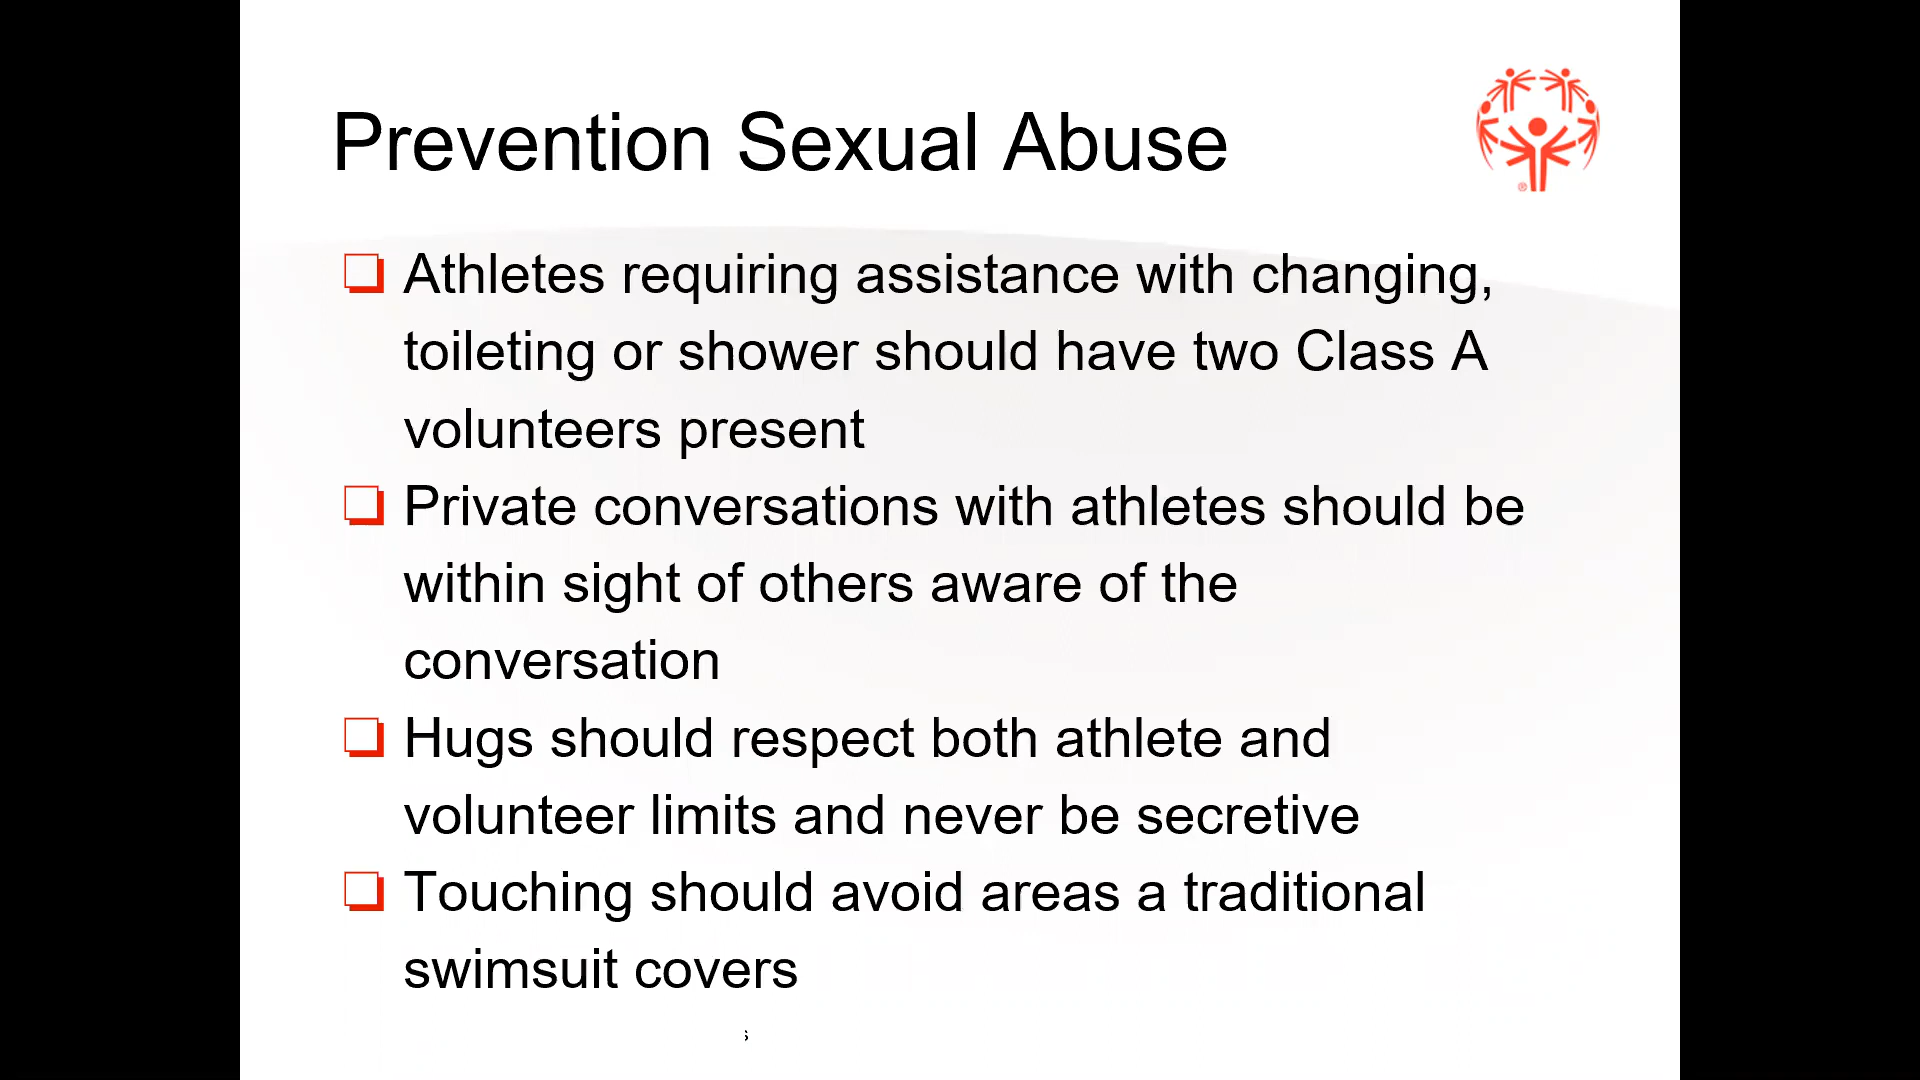 Prevention Sexual Abuse
Athletes requiring assistance with changing,
toileting or shower should have two Class A
volunteers present
Private conversations with athletes should be
within sight of others aware of the
conversation
Hugs should respect both athlete and
volunteer limits and never be secretive
Touching should avoid areas a traditional
swimsuit covers